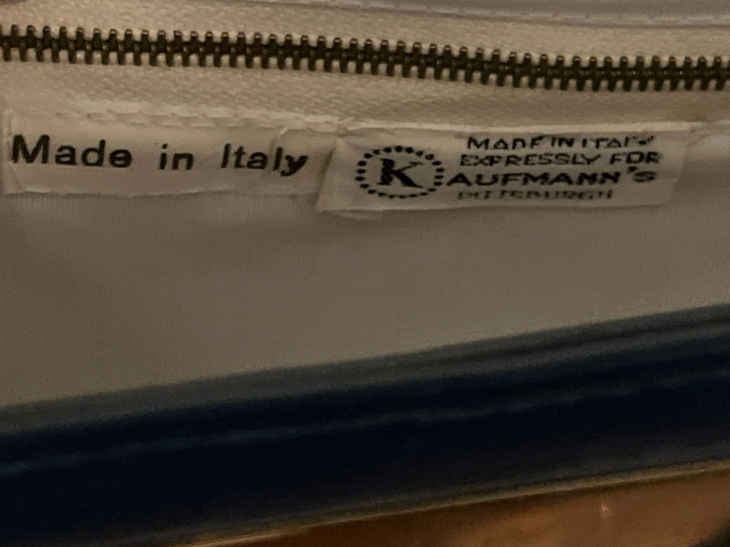 Made in Italy
MADE IN ITALY
EXPRESSLY FOR
KAUFMANN'S
PITTSBURGH